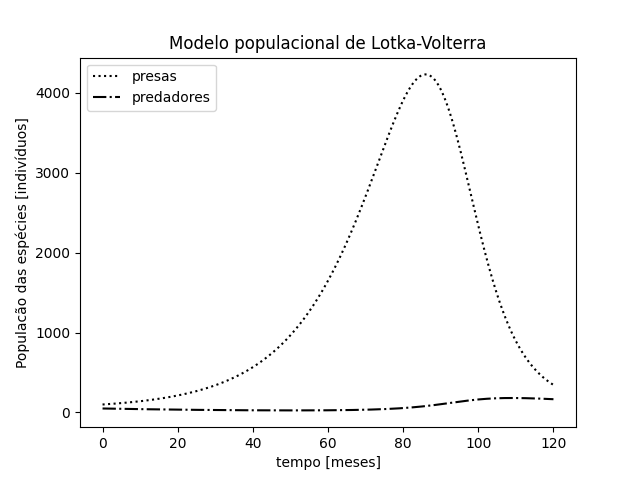 Modelo populacional de Lotka-Volterra
presas
predadores
4000
3000
2000
1000
0
Populacão das espécies [indivíduos]
0 20 40 60 80 100 120
tempo [meses]